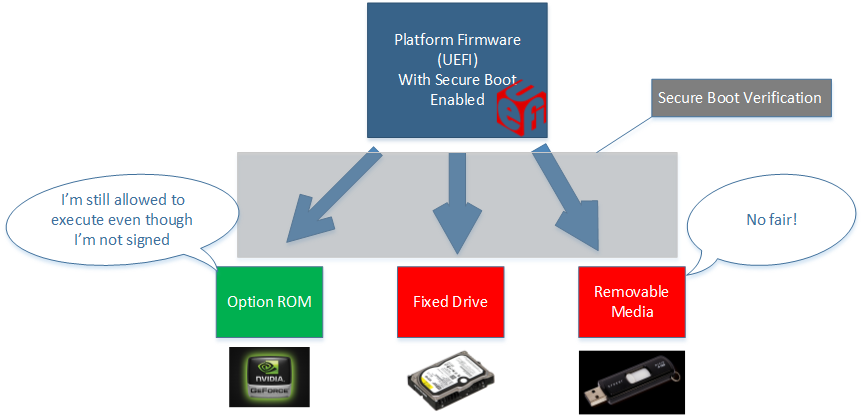 Platform Firmware
(UEFI)
With Secure Boot
Enabled
uefi
Secure Boot Verification
I'm still allowed to
execute even though
I'm not signed
No fair!
Option ROM
Fixed Drive
Removable
Media
NVIDIA
GEFORCE